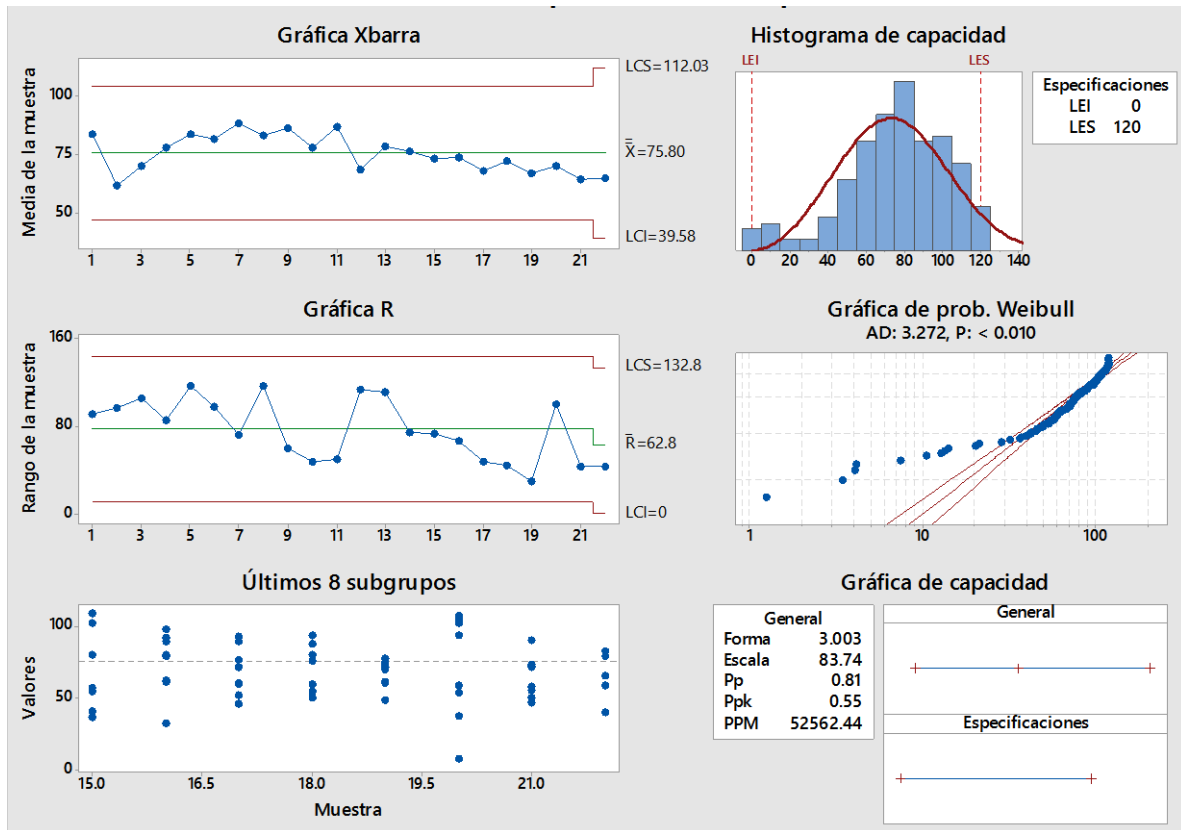 Gráfica Xbarra
Media de la muestra
100
75
50
1 3 5 7 9 11 13 15 17 19 21
LCS=112.03
X=75.80
LCI=39.58
Histograma de capacidad
LEI
LES
0 20 40 60 80 100 120 140
Especificaciones
LEI 0
LES 120
Gráfica R
Rango de la muestra
160
80
0
1 3 5 7 9 11 13 15 17 19 21
LCS=132.8
R=62.8
LCI=0
Gráfica de prob. Weibull
AD: 3.272, P: < 0.010
1 10 100
Últimos 8 subgrupos
Valores
100
50
0
15.0 16.5 18.0 19.5 21.0
Muestra
Gráfica de capacidad
General
Forma 3.003
Escala 83.74
Pp 0.81
Ppk 0.55
PPM 52562.44
General
Especificaciones